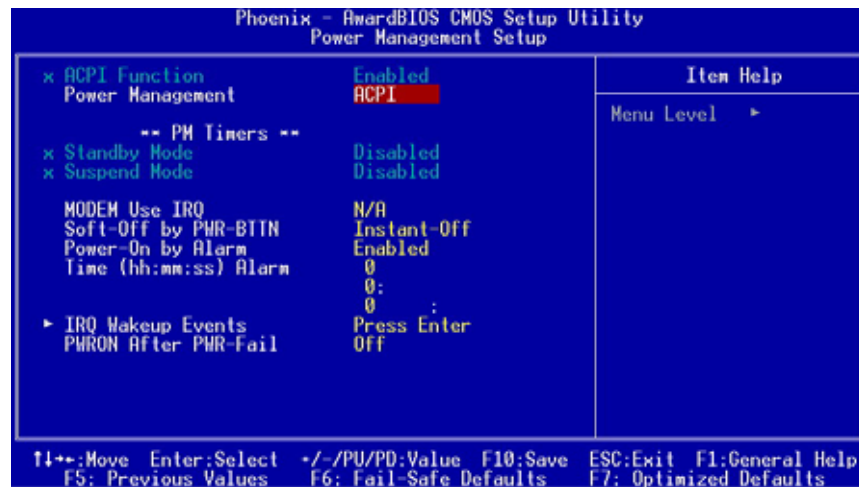 Phoenix - AwardBIOS CMOS Setup Utility
Power Management Setup
x ACPI Function Enabled
Power Management ACPI
** PM Timers **
x Standby Mode Disabled
x Suspend Mode Disabled
MODEM Use IRQ N/A
Soft-Off by PWR-BTTN Instant-Off
Power-On by Alarm Enabled
Time (hh:mm:ss) Alarm 0
0:
0 :
► IRQ Wakeup Events Press Enter
PWRON After PWR-Fail Off
Item Help
Menu Level ►
↑↓→←:Move Enter:Select +/-/PU/PD:Value F10:Save ESC:Exit F1:General Help
F5: Previous Values F6: Fail-Safe Defaults F7: Optimized Defaults